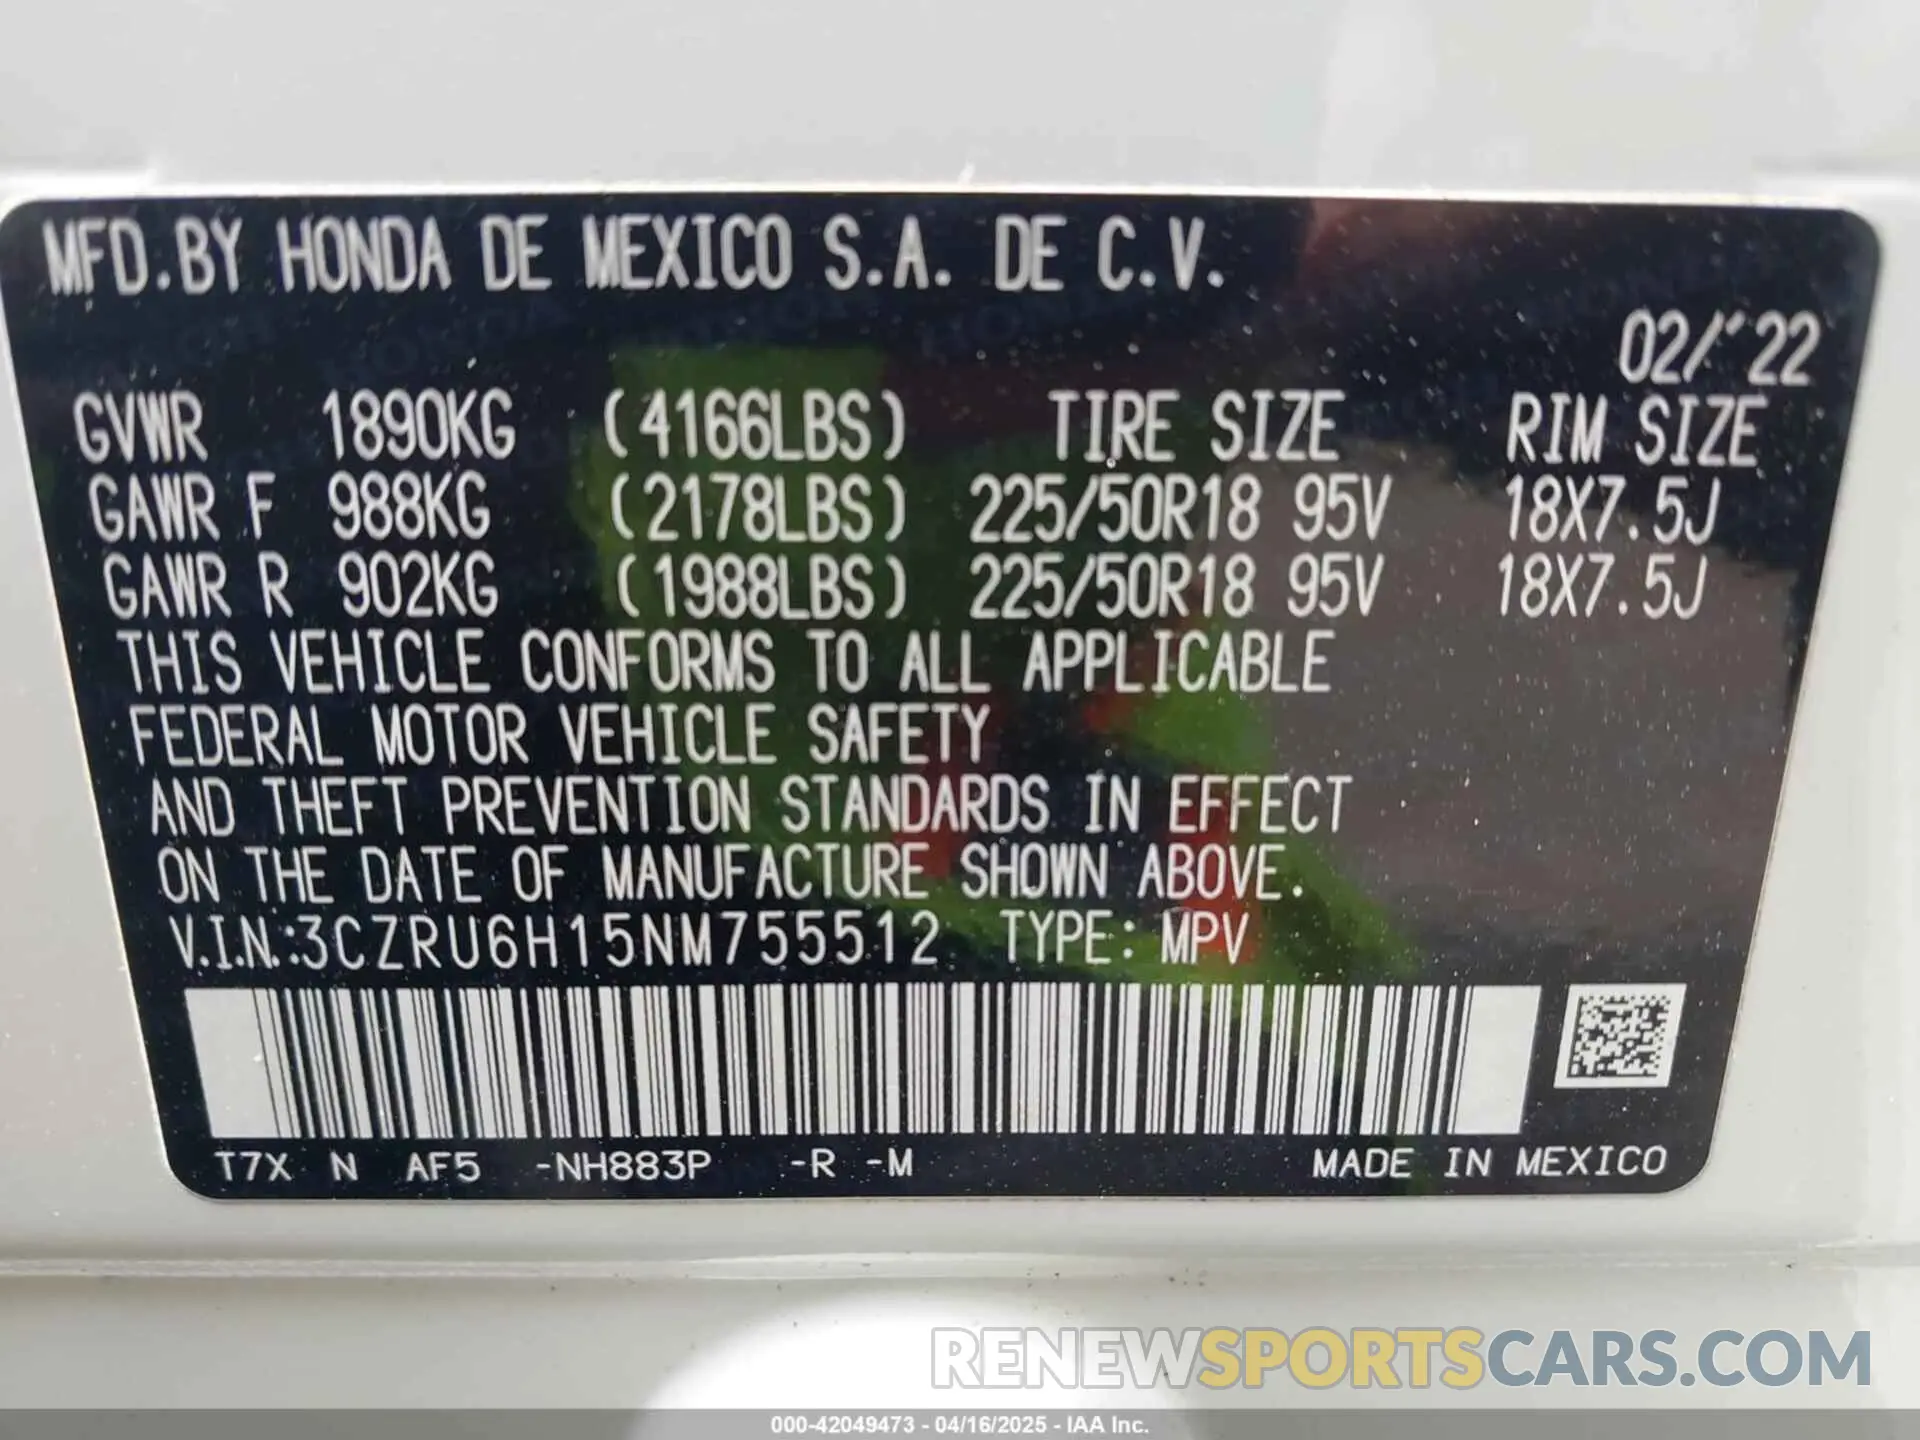 MFD.BY HONDA DE MEXICO S.A. DE C.V.
02/'22
GVWR 1890KG (4166LBS) TIRE SIZE RIM SIZE
GAWR F 988KG (2178LBS) 225/50R18 95V 18X7.5J
GAWR R 902KG (1988LBS) 225/50R18 95V 18X7.5J
THIS VEHICLE CONFORMS TO ALL APPLICABLE
FEDERAL MOTOR VEHICLE SAFETY
AND THEFT PREVENTION STANDARDS IN EFFECT
ON THE DATE OF MANUFACTURE SHOWN ABOVE.
V.I.N.:3CZRU6H15NM755512 TYPE: MPV
T7X N AF5 -NH883P -R -M MADE IN MEXICO
RENEWSPORTSCARS.COM
000-42049473 - 04/16/2025 - IAA Inc.